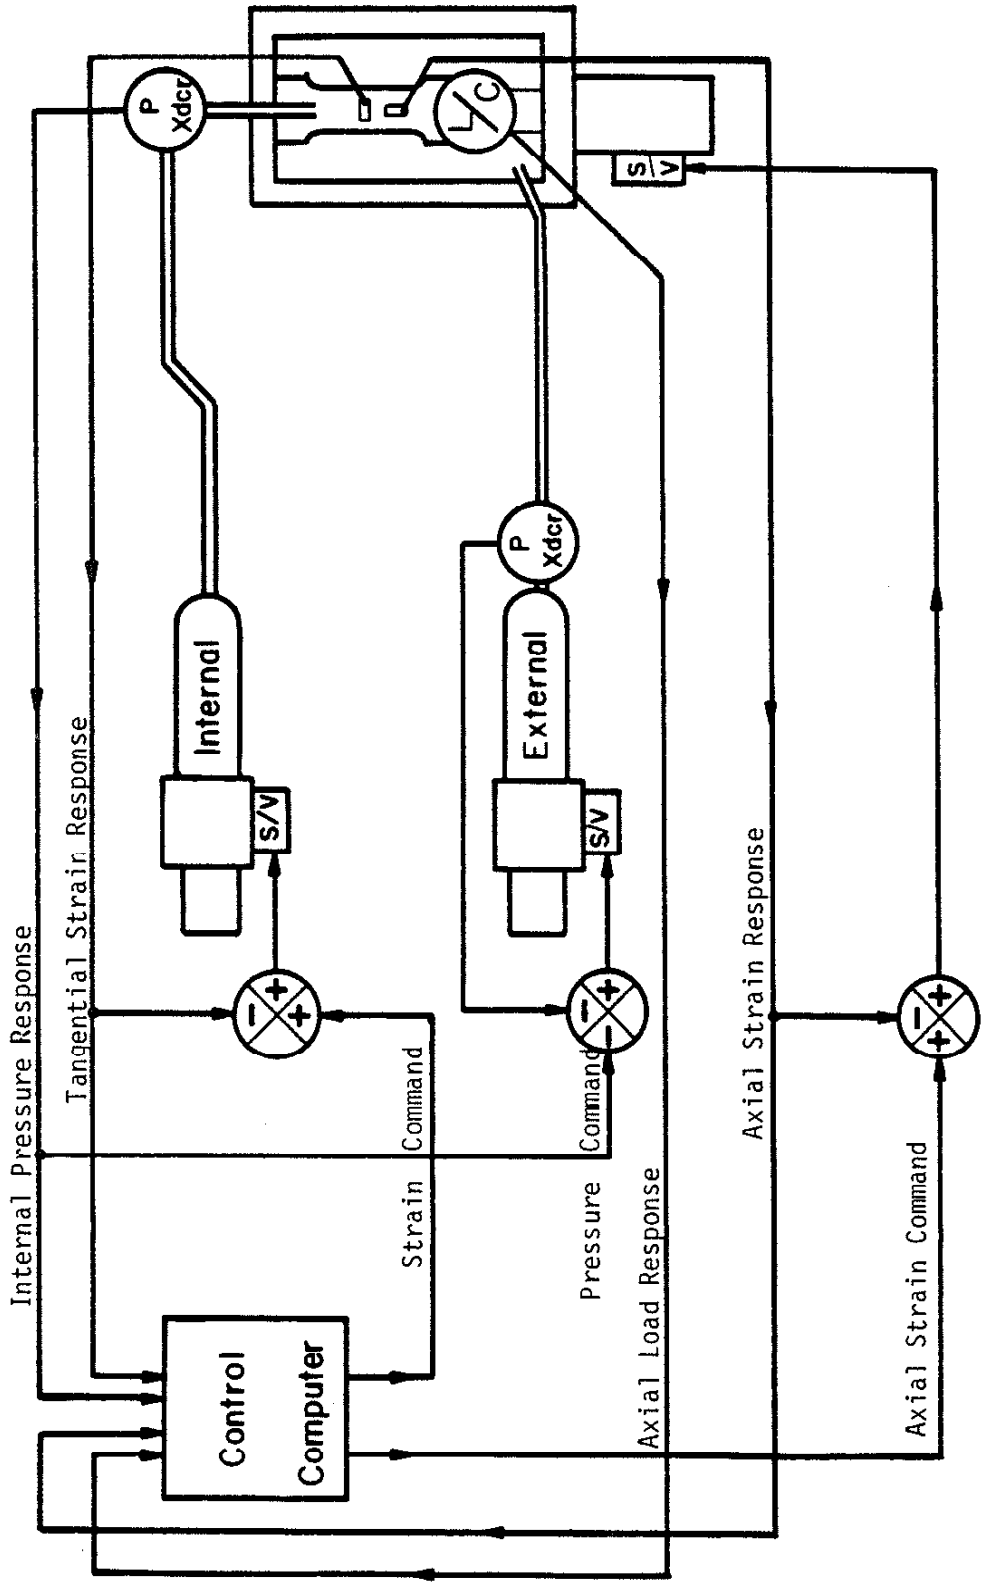 Internal Pressure Response
Tangential Strain Response
P
Xdcr
Internal
S/V
-
+
+
Strain Command
Control
Computer
L/C
S/V
P
Xdcr
External
S/V
-
+
-
Pressure Command
Axial Load Response
Axial Strain Response
-
+
+
Axial Strain Command